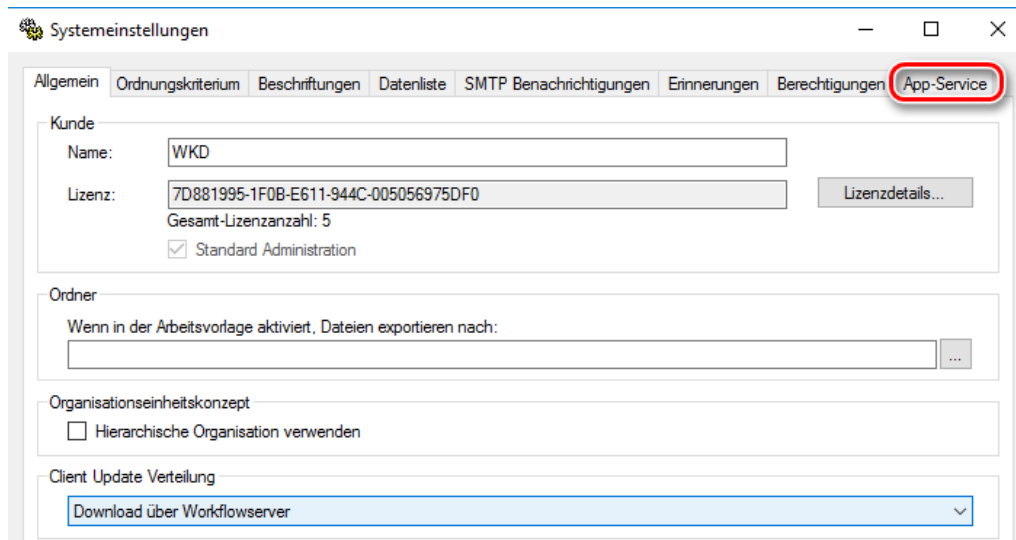 Systemeinstellungen
Allgemein Ordnungskriterium Beschriftungen Datenliste SMTP Benachrichtigungen Erinnerungen Berechtigungen App-Service
Kunde
Name: WKD
Lizenz: 7D881995-1F0B-E611-944C-005056975DF0 Lizenzdetails...
Gesamt-Lizenzanzahl: 5
Standard Administration
Ordner
Wenn in der Arbeitsvorlage aktiviert, Dateien exportieren nach:
...
Organisationseinheitskonzept
Hierarchische Organisation verwenden
Client Update Verteilung
Download über Workflowserver